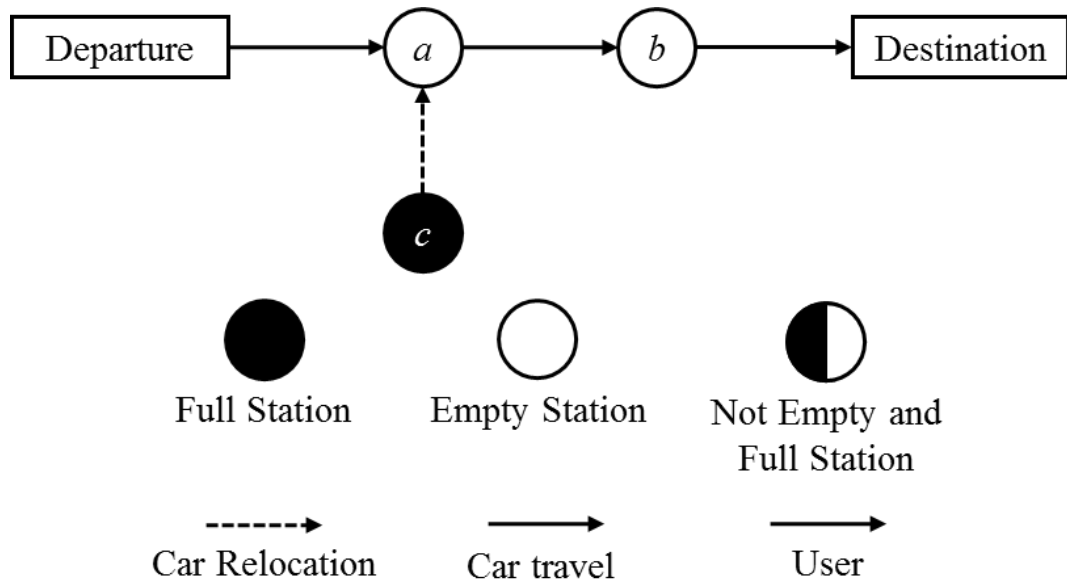 Departure
a
b
Destination
c
Full Station
Empty Station
Not Empty and
Full Station
Car Relocation
Car travel
User